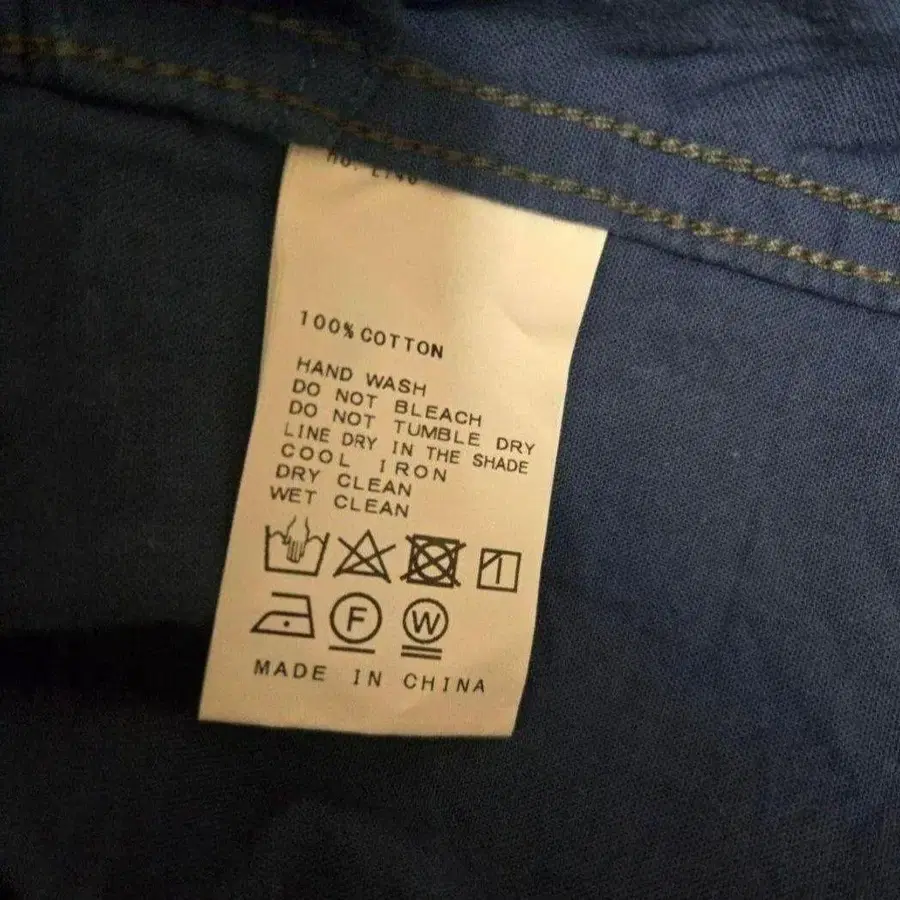 100% COTTON
HAND WASH
DO NOT BLEACH
DO NOT TUMBLE DRY
LINE DRY IN THE SHADE
COOL IRON
DRY CLEAN
WET CLEAN
F W
MADE IN CHINA